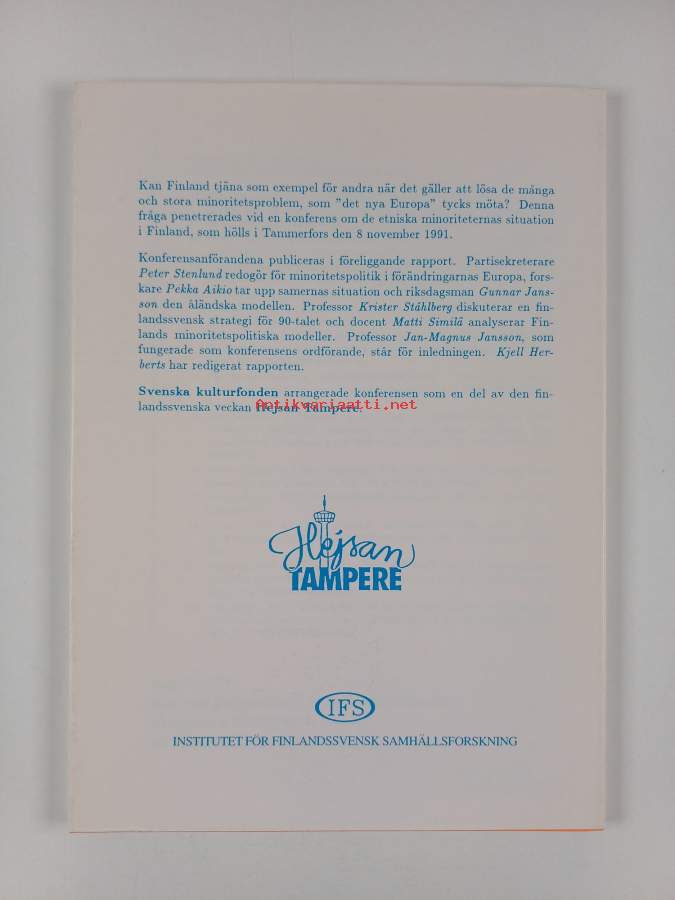 Kan Finland tjäna som exempel för andra när det gäller att lösa de många
och stora minoritetsproblem, som "det nya Europa" tycks möta? Denna
fråga penetrerades vid en konferens om de etniska minoriteternas situation
i Finland, som hölls i Tammerfors den 8 november 1991.
Konferensanförandena publiceras i föreliggande rapport. Partisekreterare
Peter Stenlund redogör för minoritetspolitik i förändringarnas Europa, fors-
kare Pekka Aikio tar upp samernas situation och riksdagsman Gunnar Jans-
son den åländska modellen. Professor Krister Ståhlberg diskuterar en fin-
landssvensk strategi för 90-talet och docent Matti Similä analyserar Fin-
lands minoritetspolitiska modeller. Professor Jan-Magnus Jansson, som
fungerade som konferensens ordförande, står för inledningen. Kjell Her-
berts har redigerat rapporten.
Svenska kulturfonden arrangerade konferensen som en del av den fin-
landssvenska veckan Hejsan Tampere.
antikvariaatti.net
Hejsan
TAMPERE
IFS
INSTITUTET FÖR FINLANDSSVENSK SAMHÄLLSFORSKNING